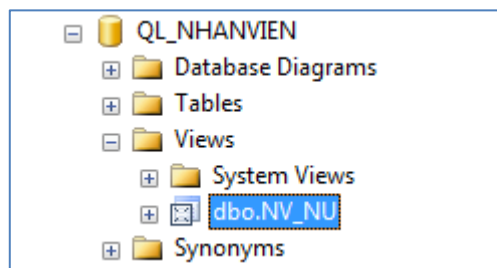 QL_NHANVIEN
Database Diagrams
Tables
Views
System Views
dbo.NV_NU
Synonyms